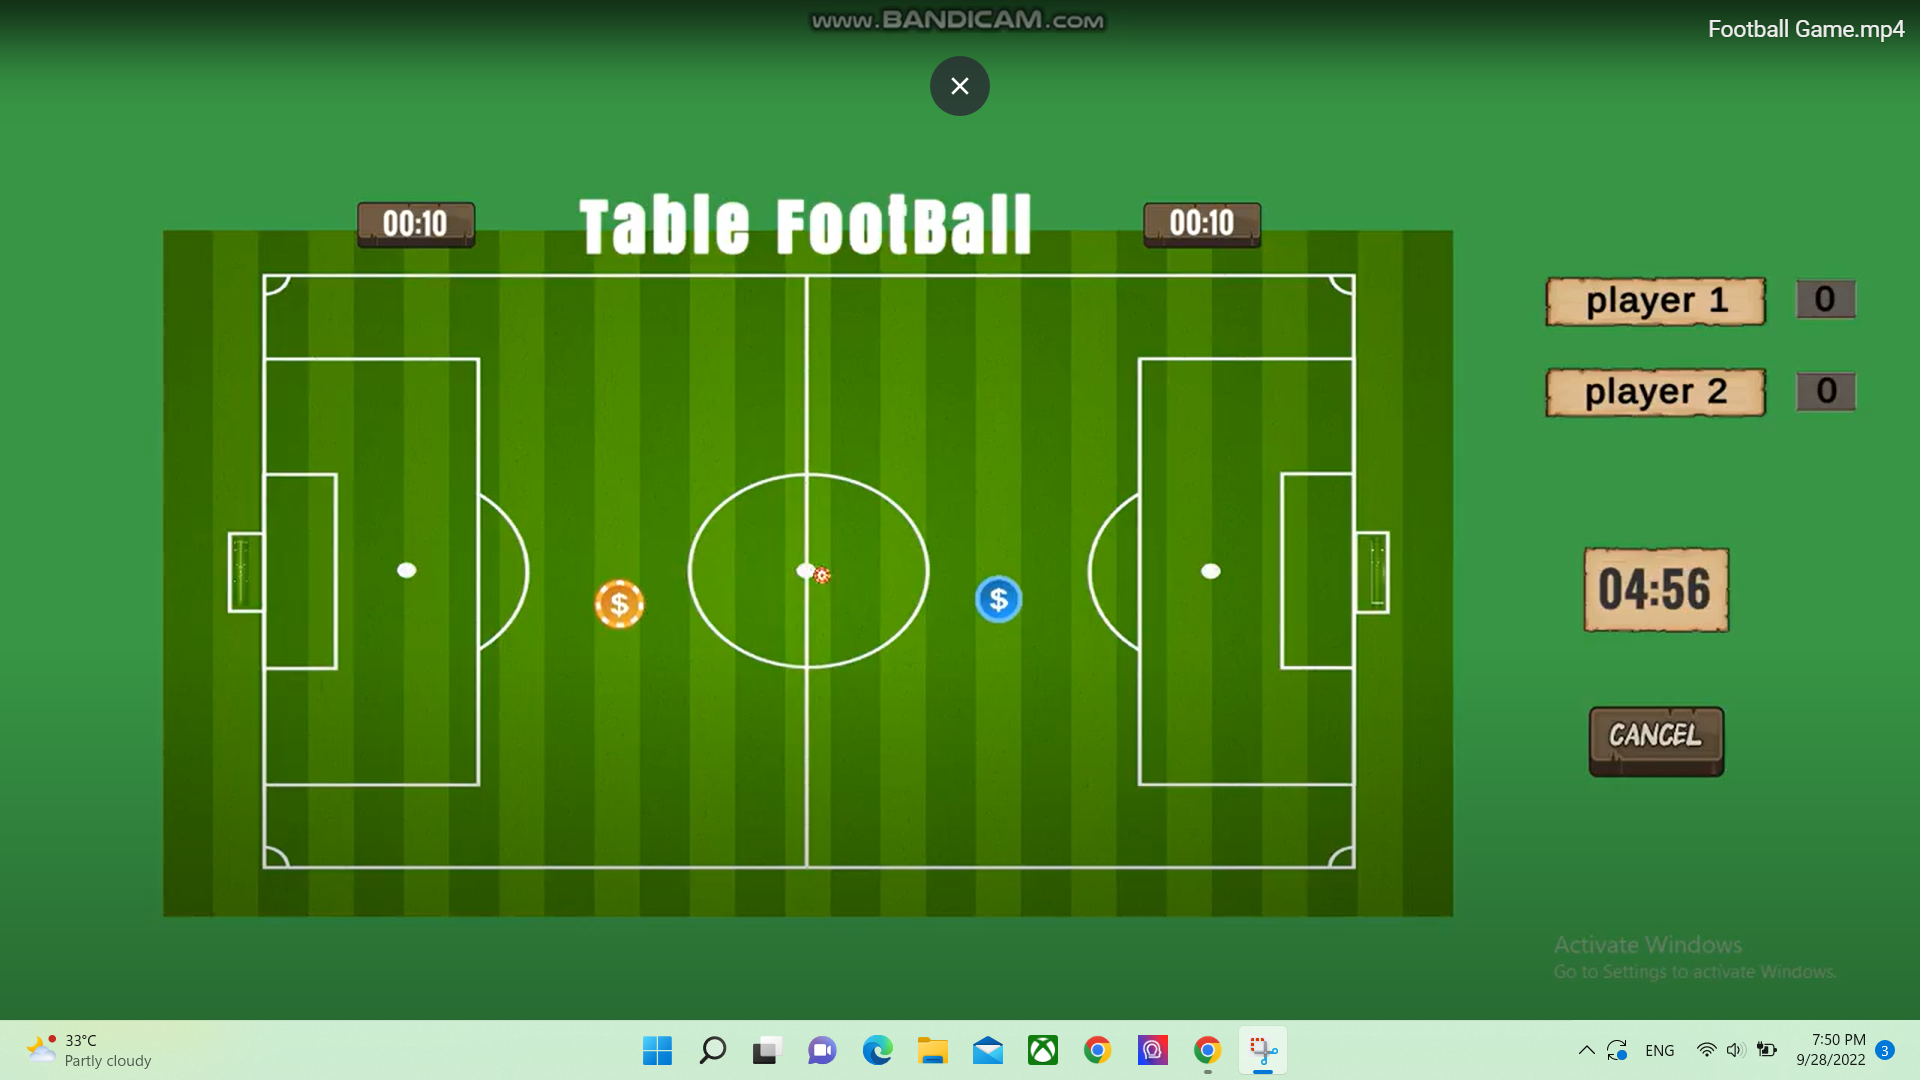 www.BANDICAM.com
Football Game.mp4
Table FootBall
00:10
00:10
player 1
0
player 2
0
$
$
04:56
CANCEL
Activate Windows
Go to Settings to activate Windows.
33°C
Partly cloudy
ENG
7:50 PM
9/28/2022
3